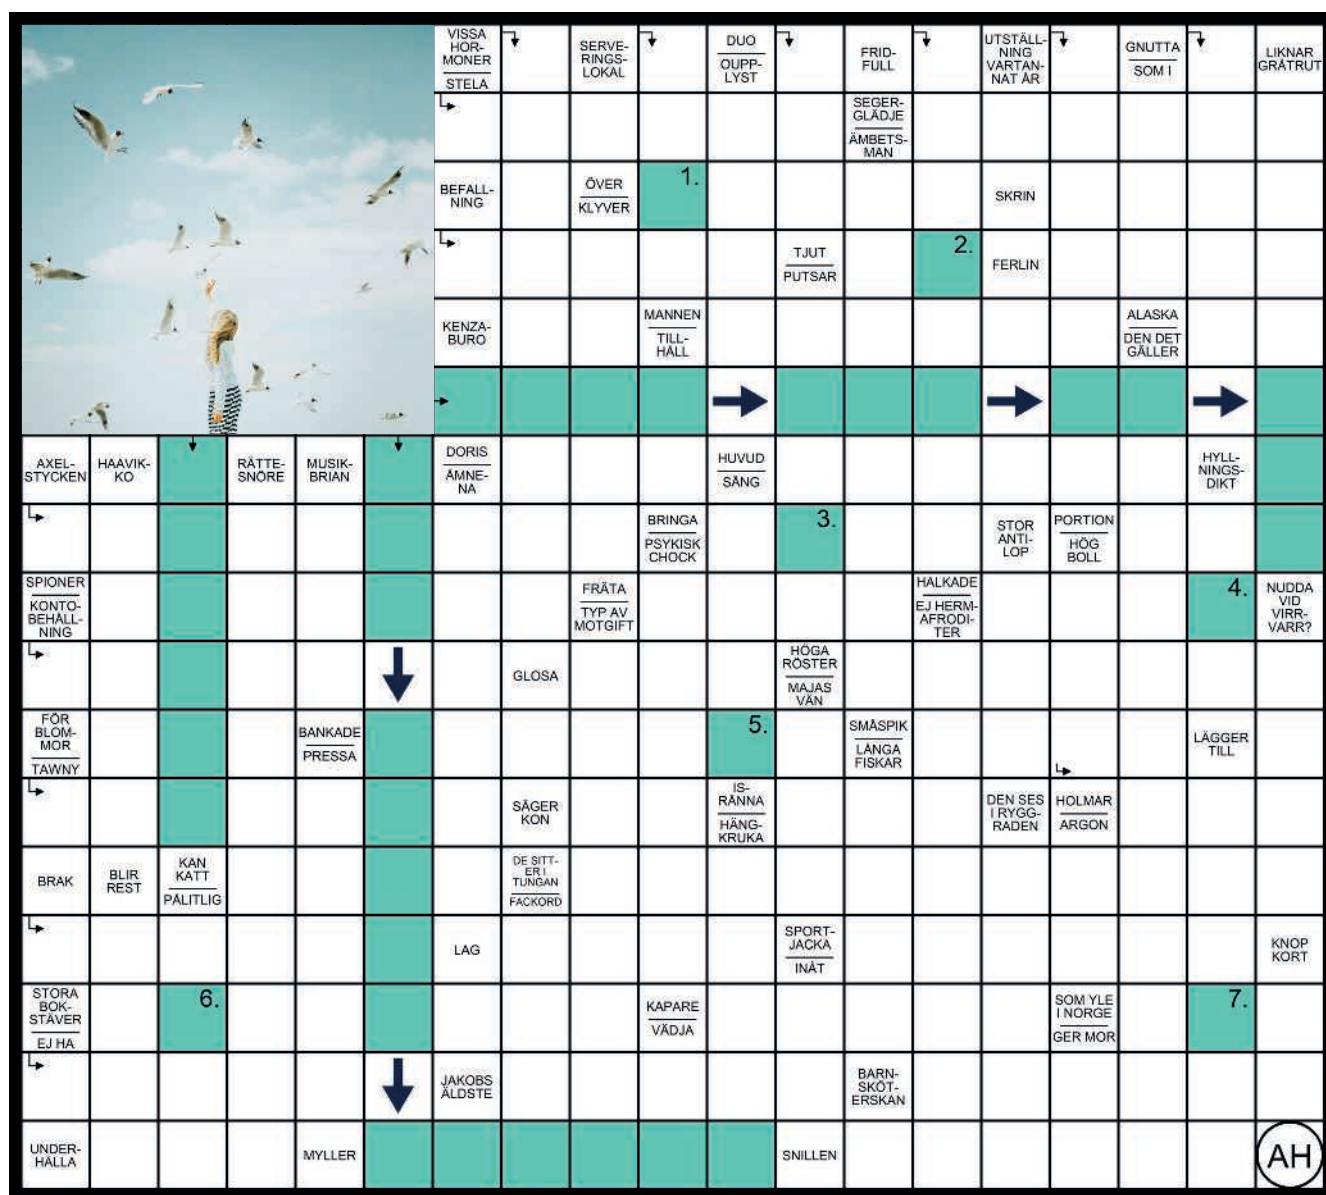 VISSA
HOR-
MONER
STELA
SERVE-
RINGS-
LOKAL
DUO
OUPP-
LYST
FRID-
FULL
UTSTÄLL-
NING
VARTAN-
NAT ÅR
GNUTTA
SOM I
LIKNAR
GRÅTRUT
SEGER-
GLÄDJE
ÄMBETS-
MAN
BEFALL-
NING
ÖVER
KLYVER
1.
SKRIN
TJUT
PUTSAR
2.
FERLIN
KENZA-
BURO
MANNEN
TILL-
HÅLL
ALASKA
DEN DET
GÄLLER
AXEL-
STYCKEN
HAAVIK-
KO
RÄTTE-
SNÖRE
MUSIK-
BRIAN
DORIS
ÄMNE-
NA
HUVUD
SÄNG
HYLL-
NINGS-
DIKT
BRINGA
PSYKISK
CHOCK
3.
STOR
ANTI-
LOP
PORTION
HÖG
BOLL
SPIONER
KONTO-
BEHÅLL-
NING
FRÄTA
TYP AV
MOTGIFT
HALKADE
EJ HERM-
AFRODI-
TER
4.
NUDDA
VID
VIRR-
VARR?
GLOSA
HÖGA
RÖSTER
MAJAS
VÄN
FÖR
BLOM-
MOR
TAWNY
BANKADE
PRESSA
5.
SMÅSPIK
LÅNGA
FISKAR
LÄGGER
TILL
SÄGER
KON
IS-
RÄNNA
HÄNG-
KRUKA
DEN SES
I RYGG-
RADEN
HOLMAR
ARGON
BRAK
BLIR
REST
KAN
KATT
PÅLITLIG
DE SITT-
ER I
TUNGAN
FACKORD
LAG
SPORT-
JACKA
INÅT
KNOP
KORT
STORA
BOK-
STÄVER
EJ HA
6.
KAPARE
VÄDJA
SOM YLE
I NORGE
GER MOR
7.
JAKOBS
ÄLDSTE
BARN-
SKÖT-
ERSKAN
UNDER-
HÅLLA
MYLLER
SNILLEN
AH